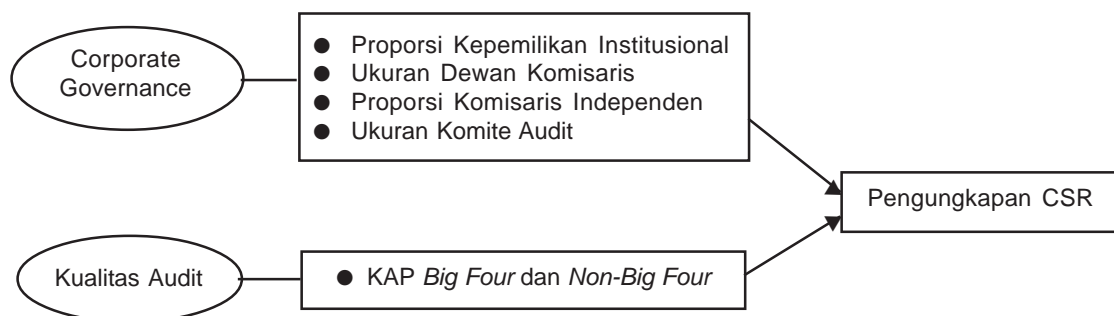 Corporate
Governance
● Proporsi Kepemilikan Institusional
● Ukuran Dewan Komisaris
● Proporsi Komisaris Independen
● Ukuran Komite Audit
Pengungkapan CSR
Kualitas Audit
● KAP Big Four dan Non-Big Four